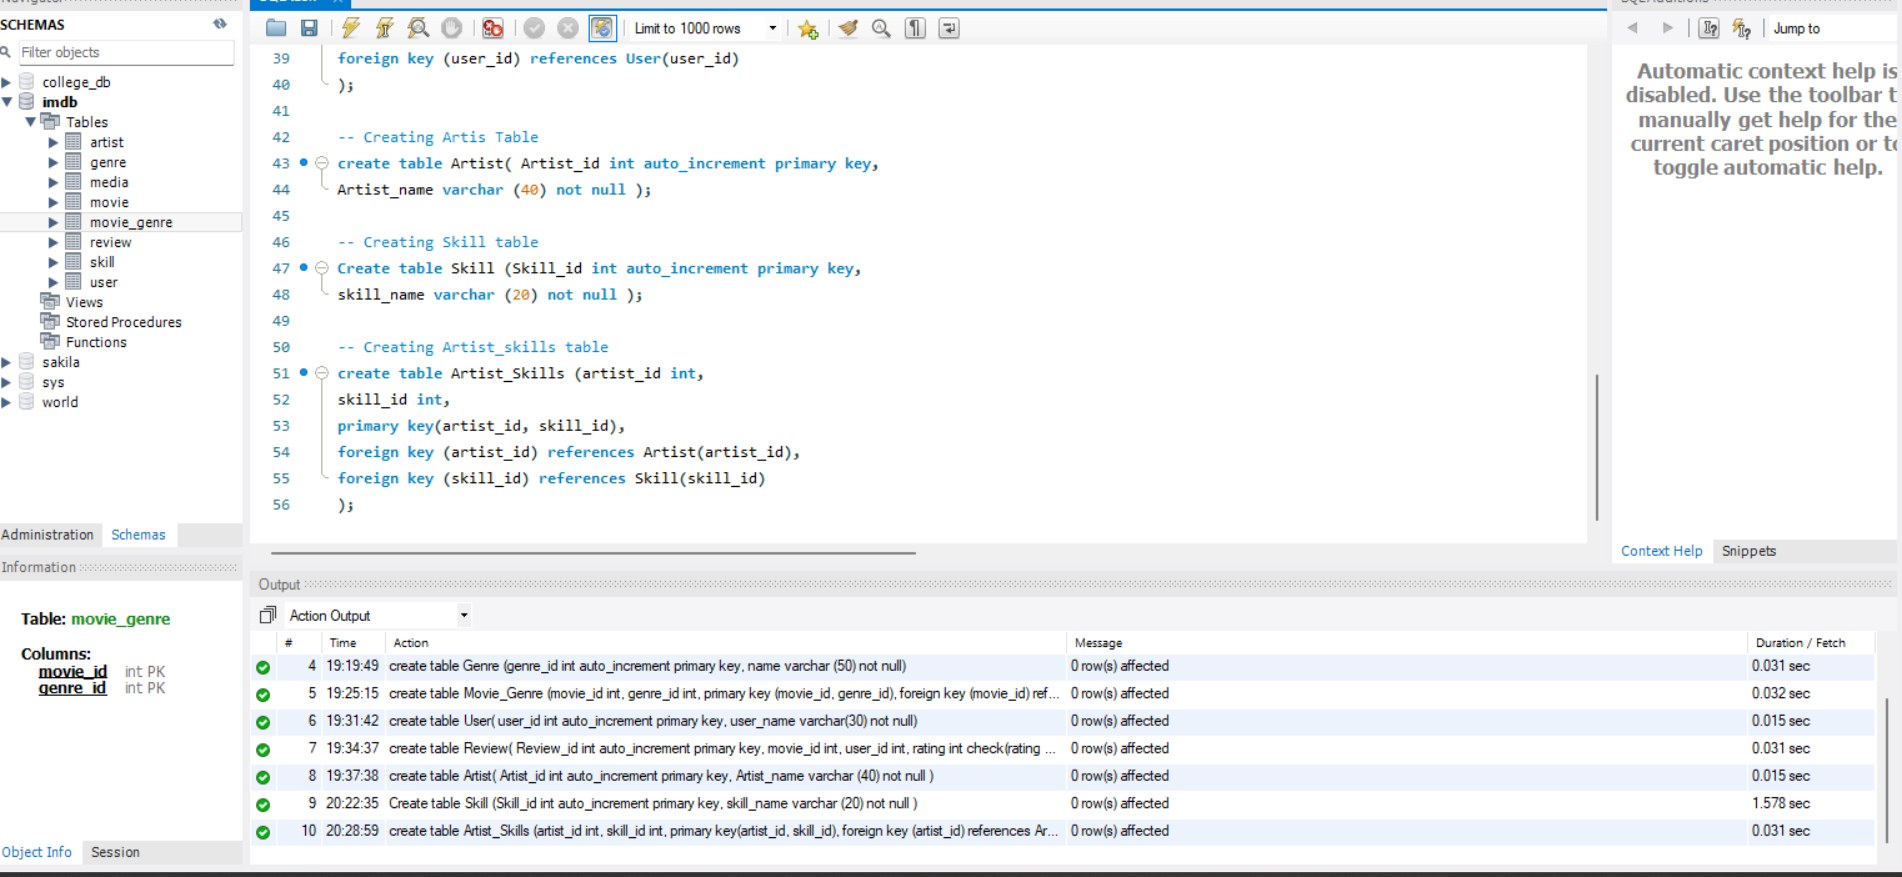 SCHEMAS
Filter objects
college_db
imdb
Tables
artist
genre
media
movie
movie_genre
review
skill
user
Views
Stored Procedures
Functions
sakila
sys
world
Administration Schemas
Information
Table: movie_genre
Columns:
movie_id int PK
genre_id int PK
Object Info Session
Limit to 1000 rows
39 foreign key (user_id) references User(user_id)
40 );
41
42 -- Creating Artis Table
43 create table Artist( Artist_id int auto_increment primary key,
44 Artist_name varchar (40) not null );
45
46 -- Creating Skill table
47 Create table Skill (Skill_id int auto_increment primary key,
48 skill_name varchar (20) not null );
49
50 -- Creating Artist_skills table
51 create table Artist_Skills (artist_id int,
52 skill_id int,
53 primary key(artist_id, skill_id),
54 foreign key (artist_id) references Artist(artist_id),
55 foreign key (skill_id) references Skill(skill_id)
56 );
Jump to
Automatic context help is
disabled. Use the toolbar t
manually get help for the
current caret position or to
toggle automatic help.
Context Help Snippets
Output
Action Output
# Time Action Message Duration / Fetch
4 19:19:49 create table Genre (genre_id int auto_increment primary key, name varchar (50) not null) 0 row(s) affected 0.031 sec
5 19:25:15 create table Movie_Genre (movie_id int, genre_id int, primary key (movie_id, genre_id), foreign key (movie_id) ref... 0 row(s) affected 0.032 sec
6 19:31:42 create table User( user_id int auto_increment primary key, user_name varchar(30) not null) 0 row(s) affected 0.015 sec
7 19:34:37 create table Review( Review_id int auto_increment primary key, movie_id int, user_id int, rating int check(rating ... 0 row(s) affected 0.031 sec
8 19:37:38 create table Artist( Artist_id int auto_increment primary key, Artist_name varchar (40) not null ) 0 row(s) affected 0.015 sec
9 20:22:35 Create table Skill (Skill_id int auto_increment primary key, skill_name varchar (20) not null ) 0 row(s) affected 1.578 sec
10 20:28:59 create table Artist_Skills (artist_id int, skill_id int, primary key(artist_id, skill_id), foreign key (artist_id) references Ar... 0 row(s) affected 0.031 sec